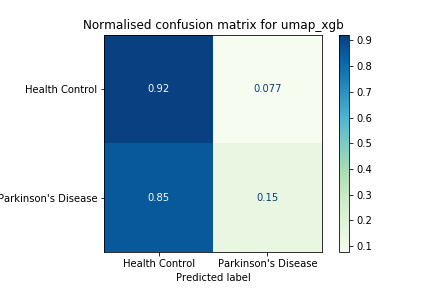 Normalised confusion matrix for umap_xgb
Health Control
0.92
0.077
Parkinson's Disease
0.85
0.15
Health Control
Parkinson's Disease
Predicted label
0.9
0.8
0.7
0.6
0.5
0.4
0.3
0.2
0.1